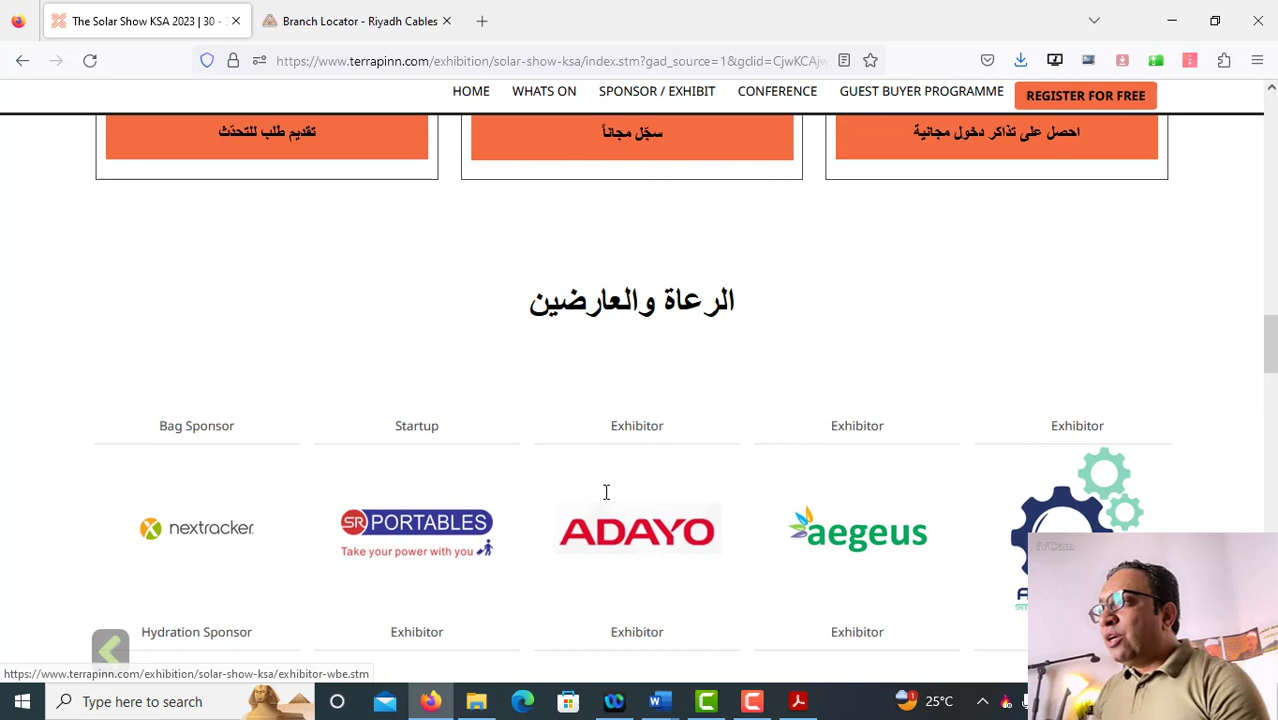 The Solar Show KSA 2023 | 30 -
Branch Locator - Riyadh Cables
https://www.terrapinn.com/exhibition/solar-show-ksa/index.stm?gad_source=1&gdid=CjwKCAjw
HOME WHATS ON SPONSOR / EXHIBIT CONFERENCE GUEST BUYER PROGRAMME REGISTER FOR FREE
احصل على تذاكر دخول مجانية
سجّل مجاناً
تقديم طلب للتحدّث
الرعاة والعارضين
Bag Sponsor Startup Exhibitor Exhibitor Exhibitor
nextracker
SR PORTABLES
Take your power with you
ADAYO
aegeus
iVCam
Hydration Sponsor Exhibitor Exhibitor Exhibitor
https://www.terrapinn.com/exhibition/solar-show-ksa/exhibitor-wbe.stm
Type here to search
1
25°C